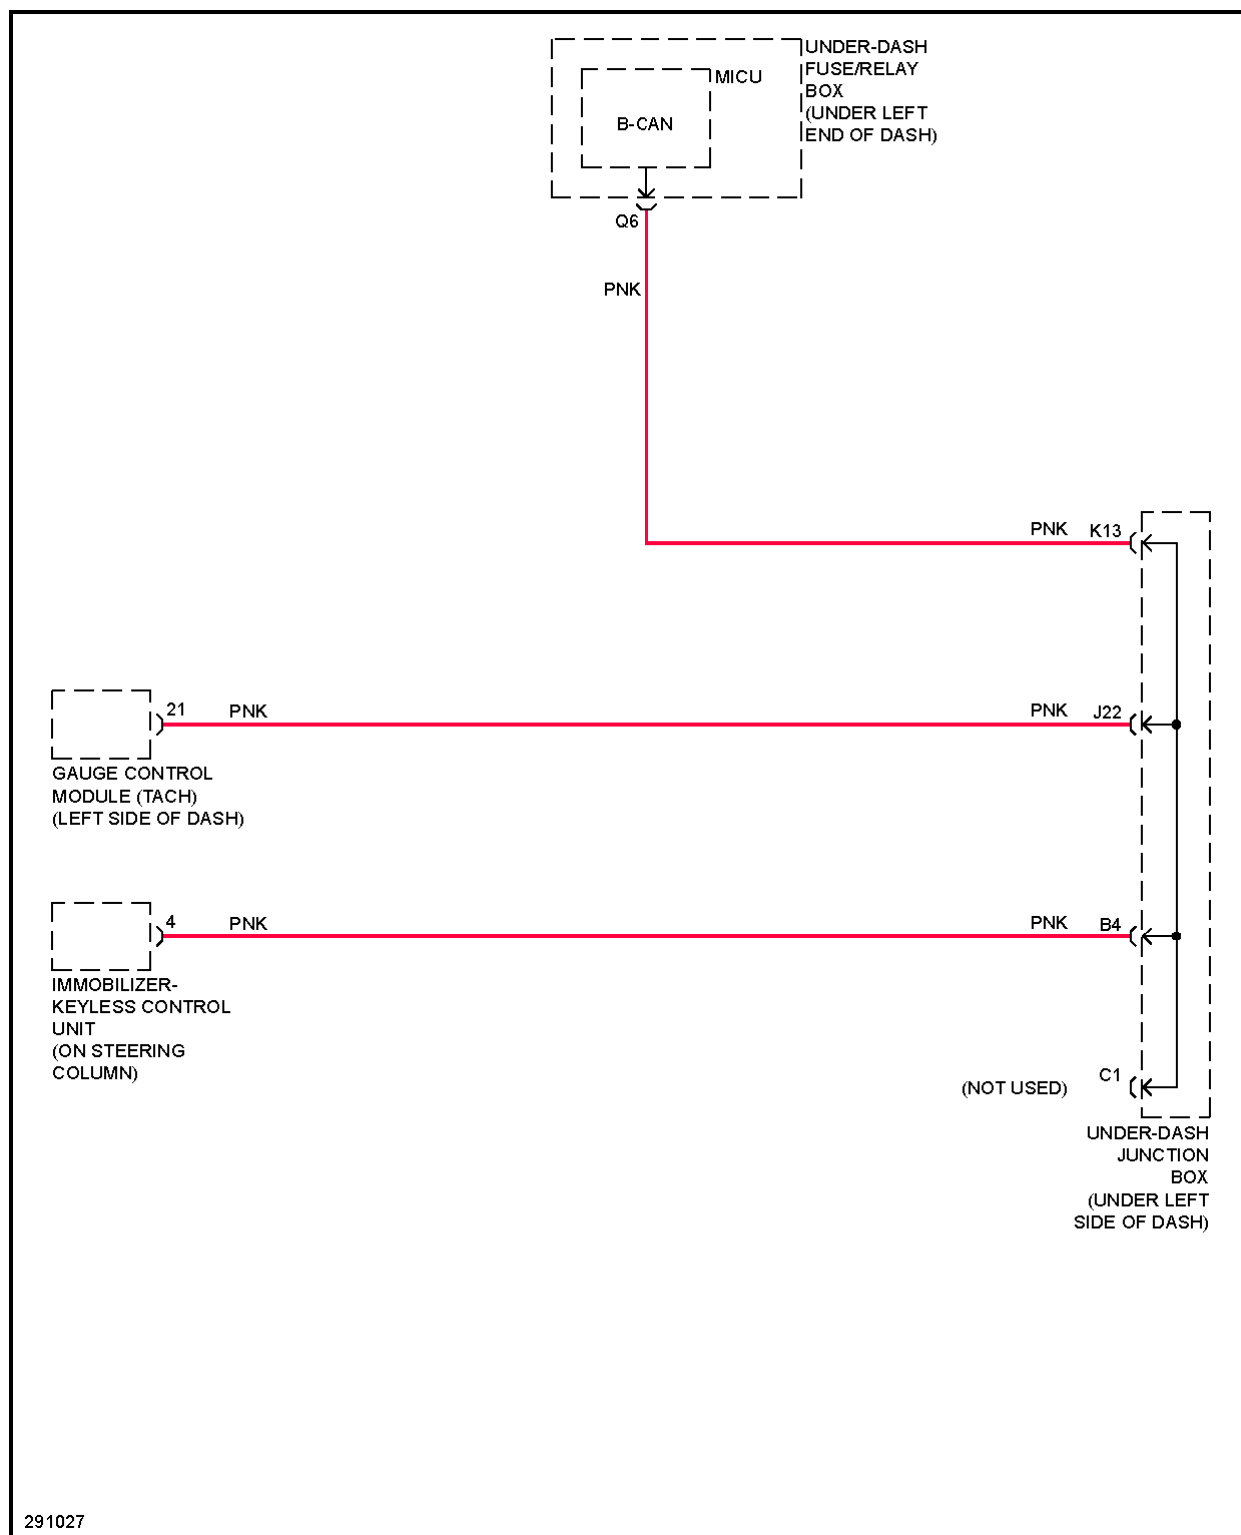 UNDER-DASH
FUSE/RELAY
BOX
(UNDER LEFT
END OF DASH)
MICU
B-CAN
Q6
PNK
PNK K13
21 PNK
PNK J22
GAUGE CONTROL
MODULE (TACH)
(LEFT SIDE OF DASH)
4 PNK
PNK B4
IMMOBILIZER-
KEYLESS CONTROL
UNIT
(ON STEERING
COLUMN)
(NOT USED) C1
UNDER-DASH
JUNCTION
BOX
(UNDER LEFT
SIDE OF DASH)
291027